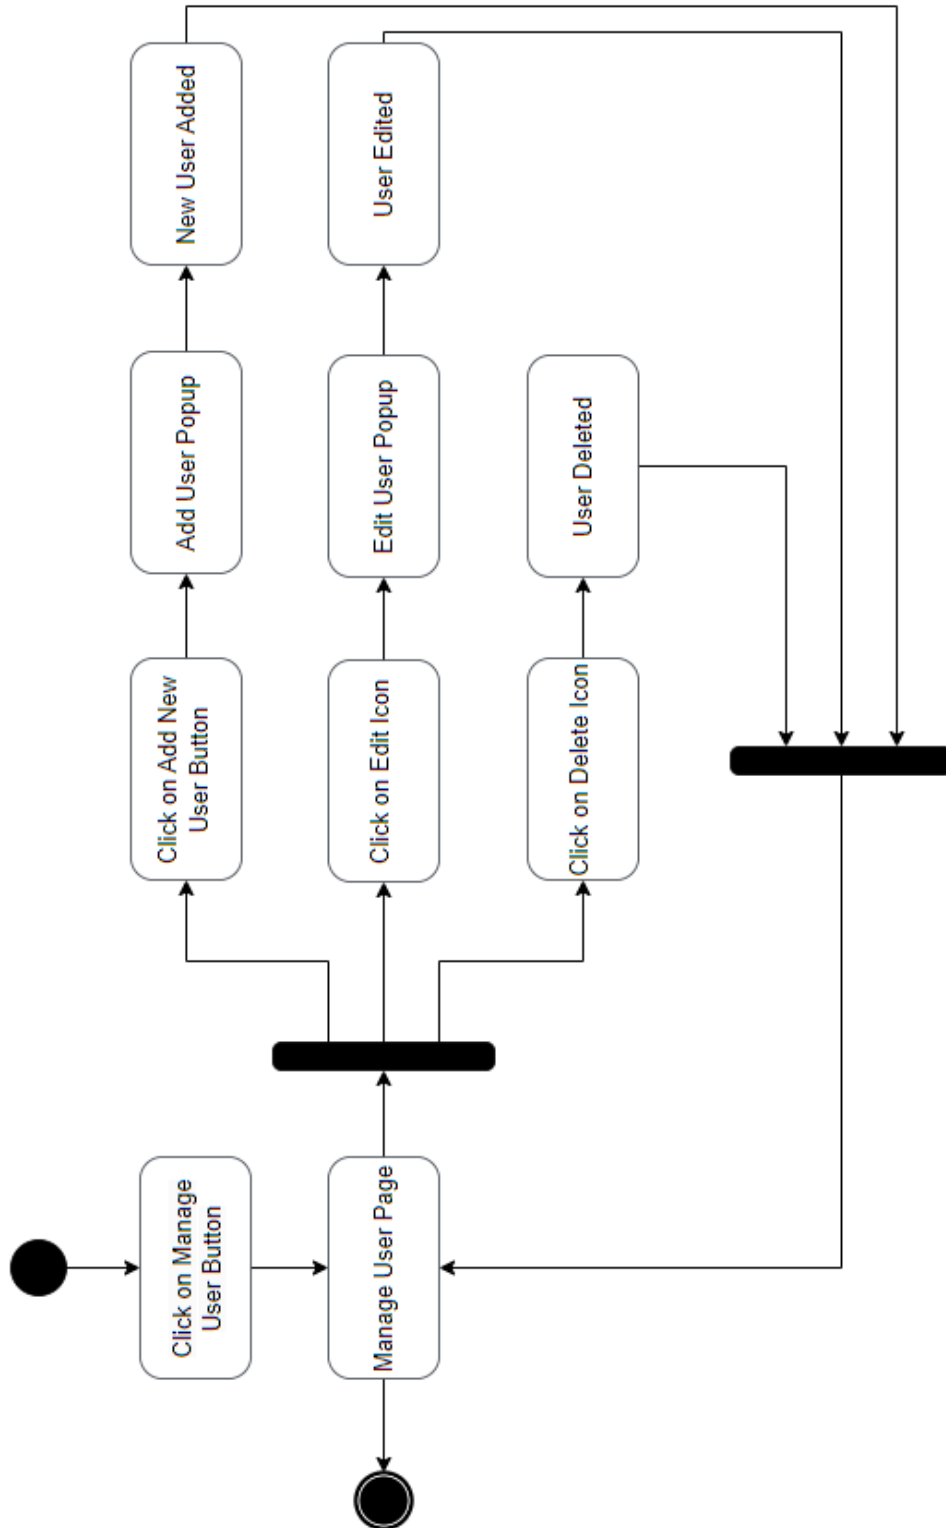 Click on Manage
User Button
Manage User Page
Click on Add New
User Button
Add User Popup
New User Added
Click on Edit Icon
Edit User Popup
User Edited
Click on Delete Icon
User Deleted